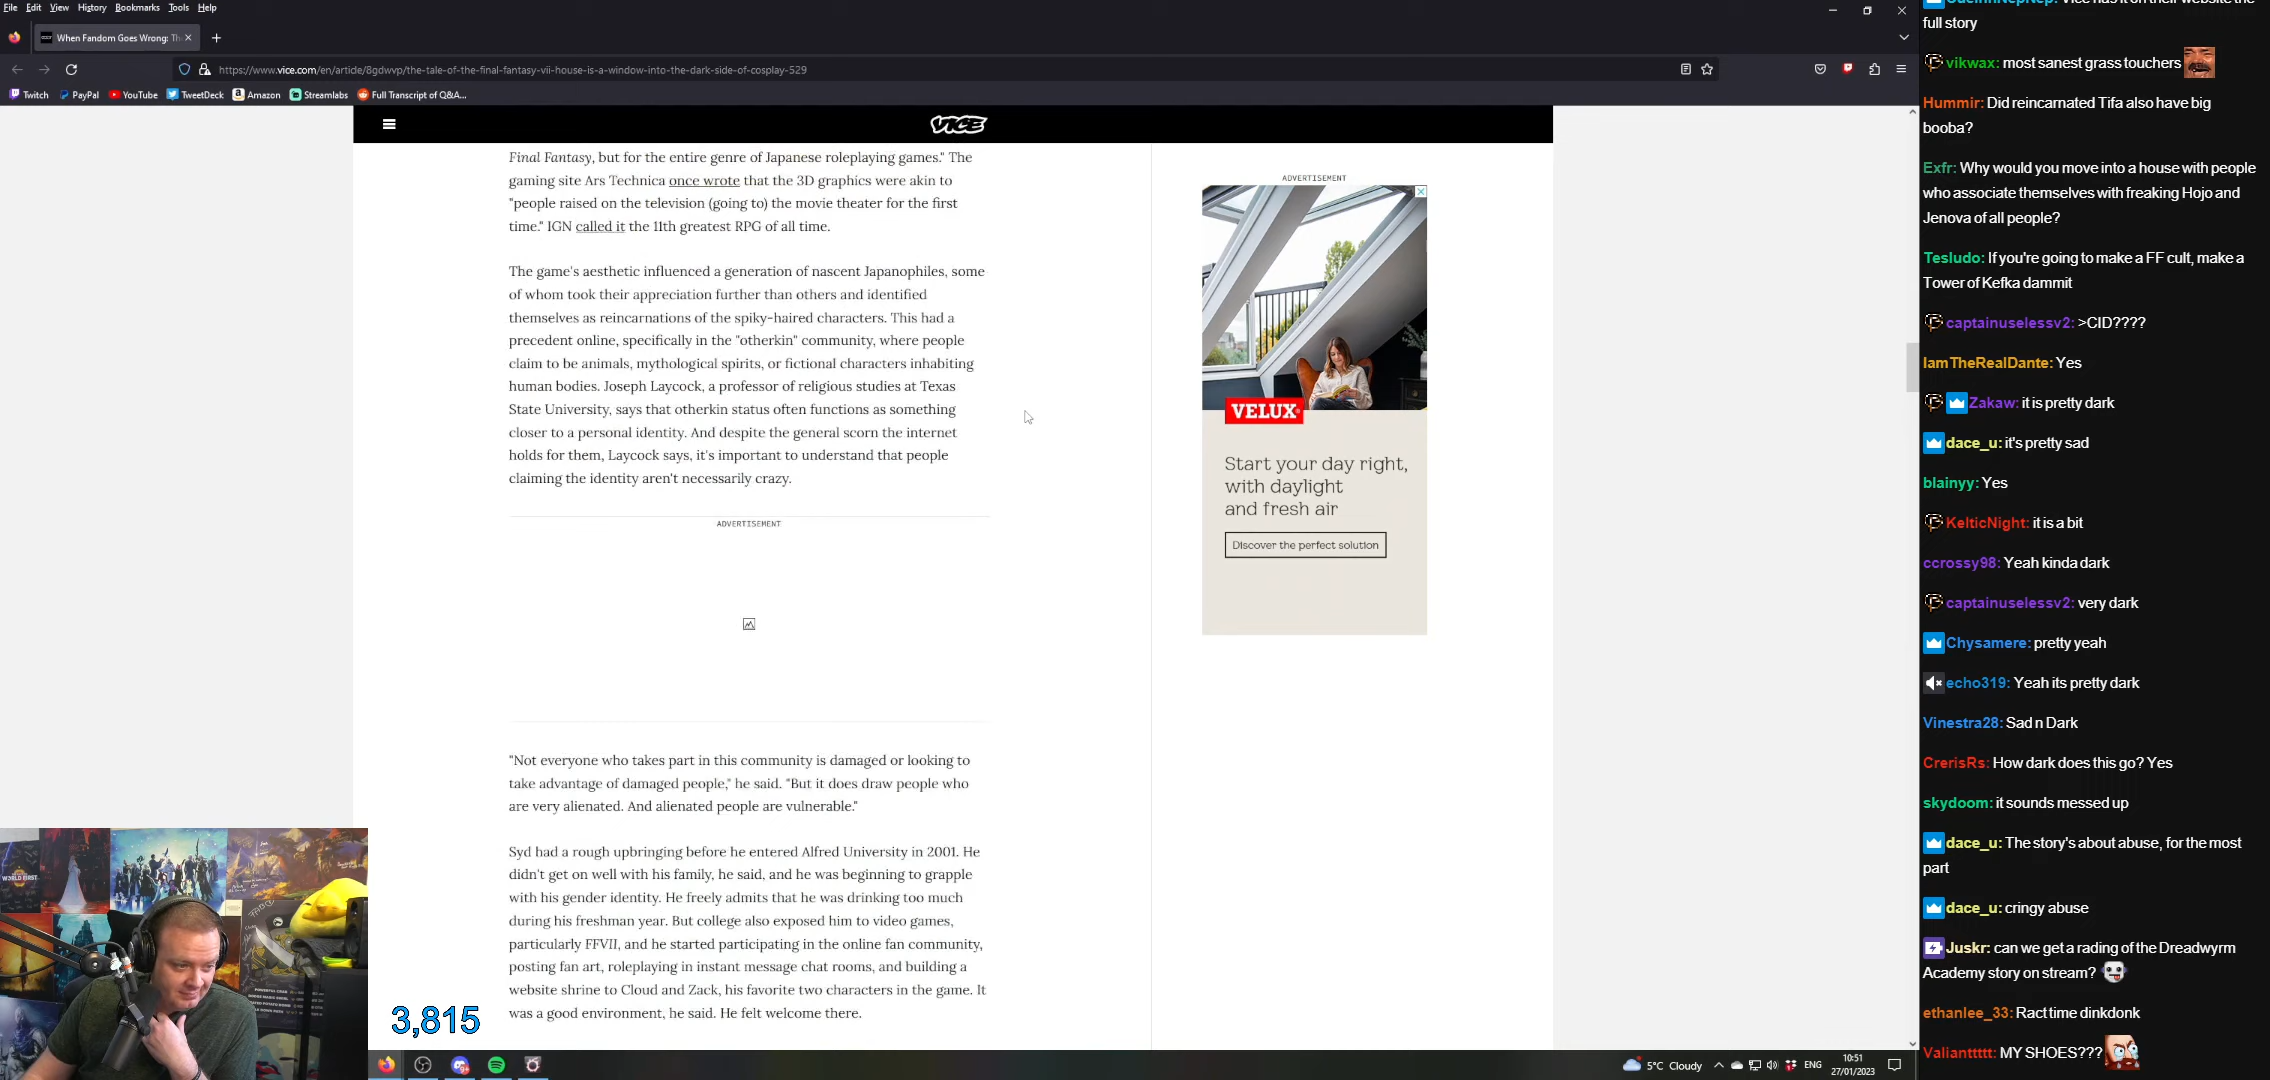 File Edit View History Bookmarks Tools Help
VICE When Fandom Goes Wrong: Th
https://www.vice.com/en/article/8gdwvp/the-tale-of-the-final-fantasy-vii-house-is-a-window-into-the-dark-side-of-cosplay-529
Twitch PayPal YouTube TweetDeck Amazon Streamlabs Full Transcript of Q&A...
VICE
Final Fantasy, but for the entire genre of Japanese roleplaying games." The
gaming site Ars Technica once wrote that the 3D graphics were akin to
"people raised on the television (going to) the movie theater for the first
time." IGN called it the 11th greatest RPG of all time.
The game's aesthetic influenced a generation of nascent Japanophiles, some
of whom took their appreciation further than others and identified
themselves as reincarnations of the spiky-haired characters. This had a
precedent online, specifically in the "otherkin" community, where people
claim to be animals, mythological spirits, or fictional characters inhabiting
human bodies. Joseph Laycock, a professor of religious studies at Texas
State University, says that otherkin status often functions as something
closer to a personal identity. And despite the general scorn the internet
holds for them, Laycock says, it's important to understand that people
claiming the identity aren't necessarily crazy.
ADVERTISEMENT
"Not everyone who takes part in this community is damaged or looking to
take advantage of damaged people," he said. "But it does draw people who
are very alienated. And alienated people are vulnerable."
Syd had a rough upbringing before he entered Alfred University in 2001. He
didn't get on well with his family, he said, and he was beginning to grapple
with his gender identity. He freely admits that he was drinking too much
during his freshman year. But college also exposed him to video games,
particularly FFVII, and he started participating in the online fan community,
posting fan art, roleplaying in instant message chat rooms, and building a
website shrine to Cloud and Zack, his favorite two characters in the game. It
was a good environment, he said. He felt welcome there.
ADVERTISEMENT
VELUX
Start your day right,
with daylight
and fresh air
Discover the perfect solution
WORLD FIRST
3,815
5°C Cloudy
ENG
10:51
27/01/2023
Vice has it on their website the
full story
vikwax: most sanest grass touchers
Hummir: Did reincarnated Tifa also have big
booba?
Exfr: Why would you move into a house with people
who associate themselves with freaking Hojo and
Jenova of all people?
Tesludo: If you're going to make a FF cult, make a
Tower of Kefka dammit
captainuselessv2: >CID????
IamTheRealDante: Yes
Zakaw: it is pretty dark
dace_u: it's pretty sad
blainyy: Yes
KelticNight: it is a bit
ccrossy98: Yeah kinda dark
captainuselessv2: very dark
Chysamere: pretty yeah
echo319: Yeah its pretty dark
Vinestra28: Sad n Dark
CrerisRs: How dark does this go? Yes
skydoom: it sounds messed up
dace_u: The story's about abuse, for the most
part
dace_u: cringy abuse
Juskr: can we get a rading of the Dreadwyrm
Academy story on stream?
ethanlee_33: Ract time dinkdonk
Valianttttt: MY SHOES???